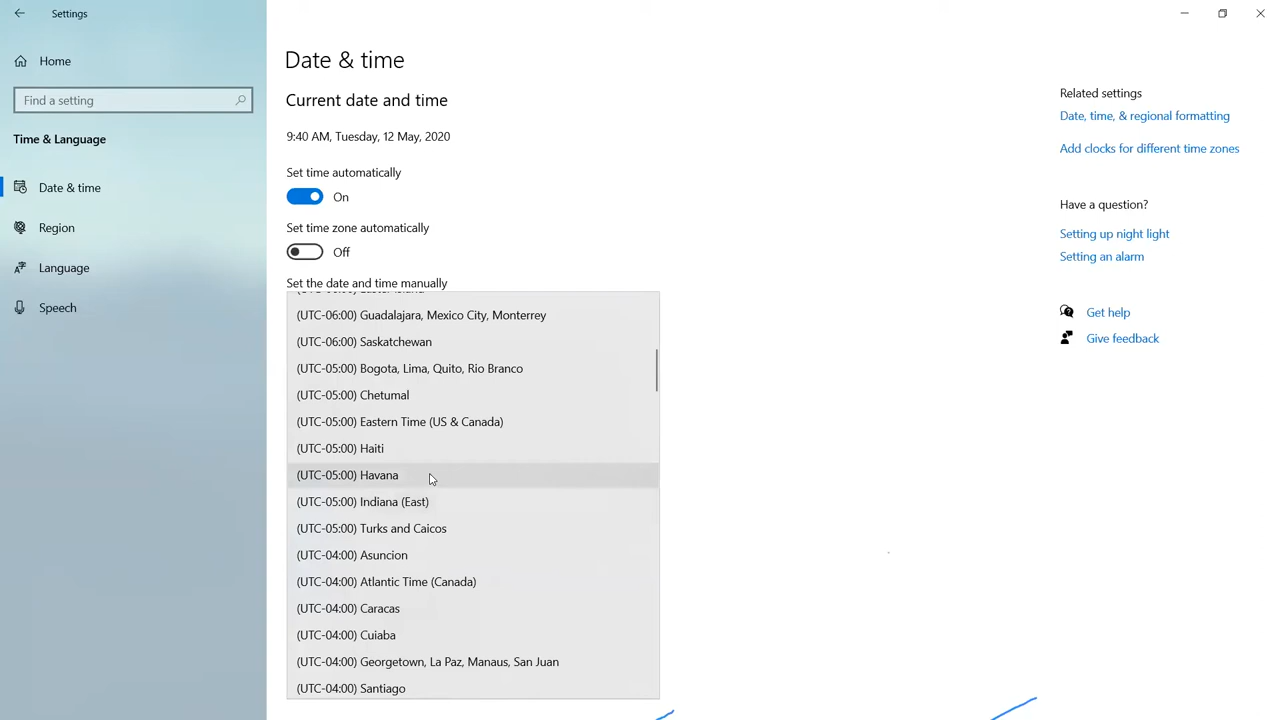 Settings
Home
Find a setting
Time & Language
Date & time
Region
Language
Speech
Date & time
Current date and time
9:40 AM, Tuesday, 12 May, 2020
Set time automatically
On
Set time zone automatically
Off
Set the date and time manually
(UTC-06:00) Guadalajara, Mexico City, Monterrey
(UTC-06:00) Saskatchewan
(UTC-05:00) Bogota, Lima, Quito, Rio Branco
(UTC-05:00) Chetumal
(UTC-05:00) Eastern Time (US & Canada)
(UTC-05:00) Haiti
(UTC-05:00) Havana
(UTC-05:00) Indiana (East)
(UTC-05:00) Turks and Caicos
(UTC-04:00) Asuncion
(UTC-04:00) Atlantic Time (Canada)
(UTC-04:00) Caracas
(UTC-04:00) Cuiaba
(UTC-04:00) Georgetown, La Paz, Manaus, San Juan
(UTC-04:00) Santiago
Related settings
Date, time, & regional formatting
Add clocks for different time zones
Have a question?
Setting up night light
Setting an alarm
Get help
Give feedback